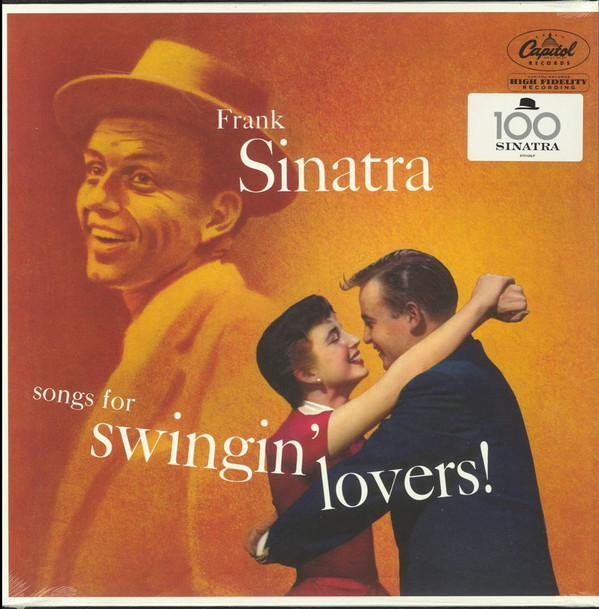 Frank
Sinatra
songs for
swingin'
lovers!
Capitol
RECORDS
HIGH FIDELITY
RECORDING
100
SINATRA